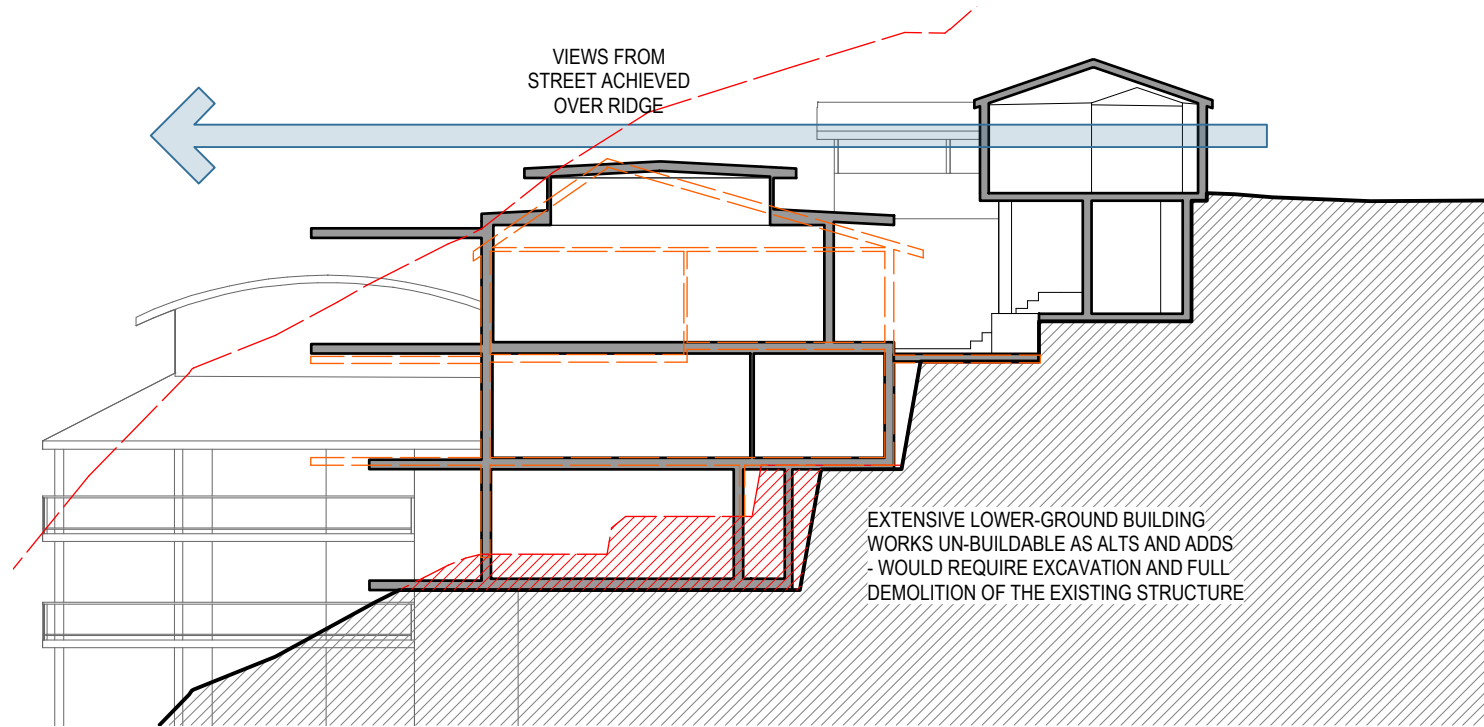 VIEWS FROM
STREET ACHIEVED
OVER RIDGE
EXTENSIVE LOWER-GROUND BUILDING
WORKS UN-BUILDABLE AS ALTS AND ADDS
- WOULD REQUIRE EXCAVATION AND FULL
DEMOLITION OF THE EXISTING STRUCTURE